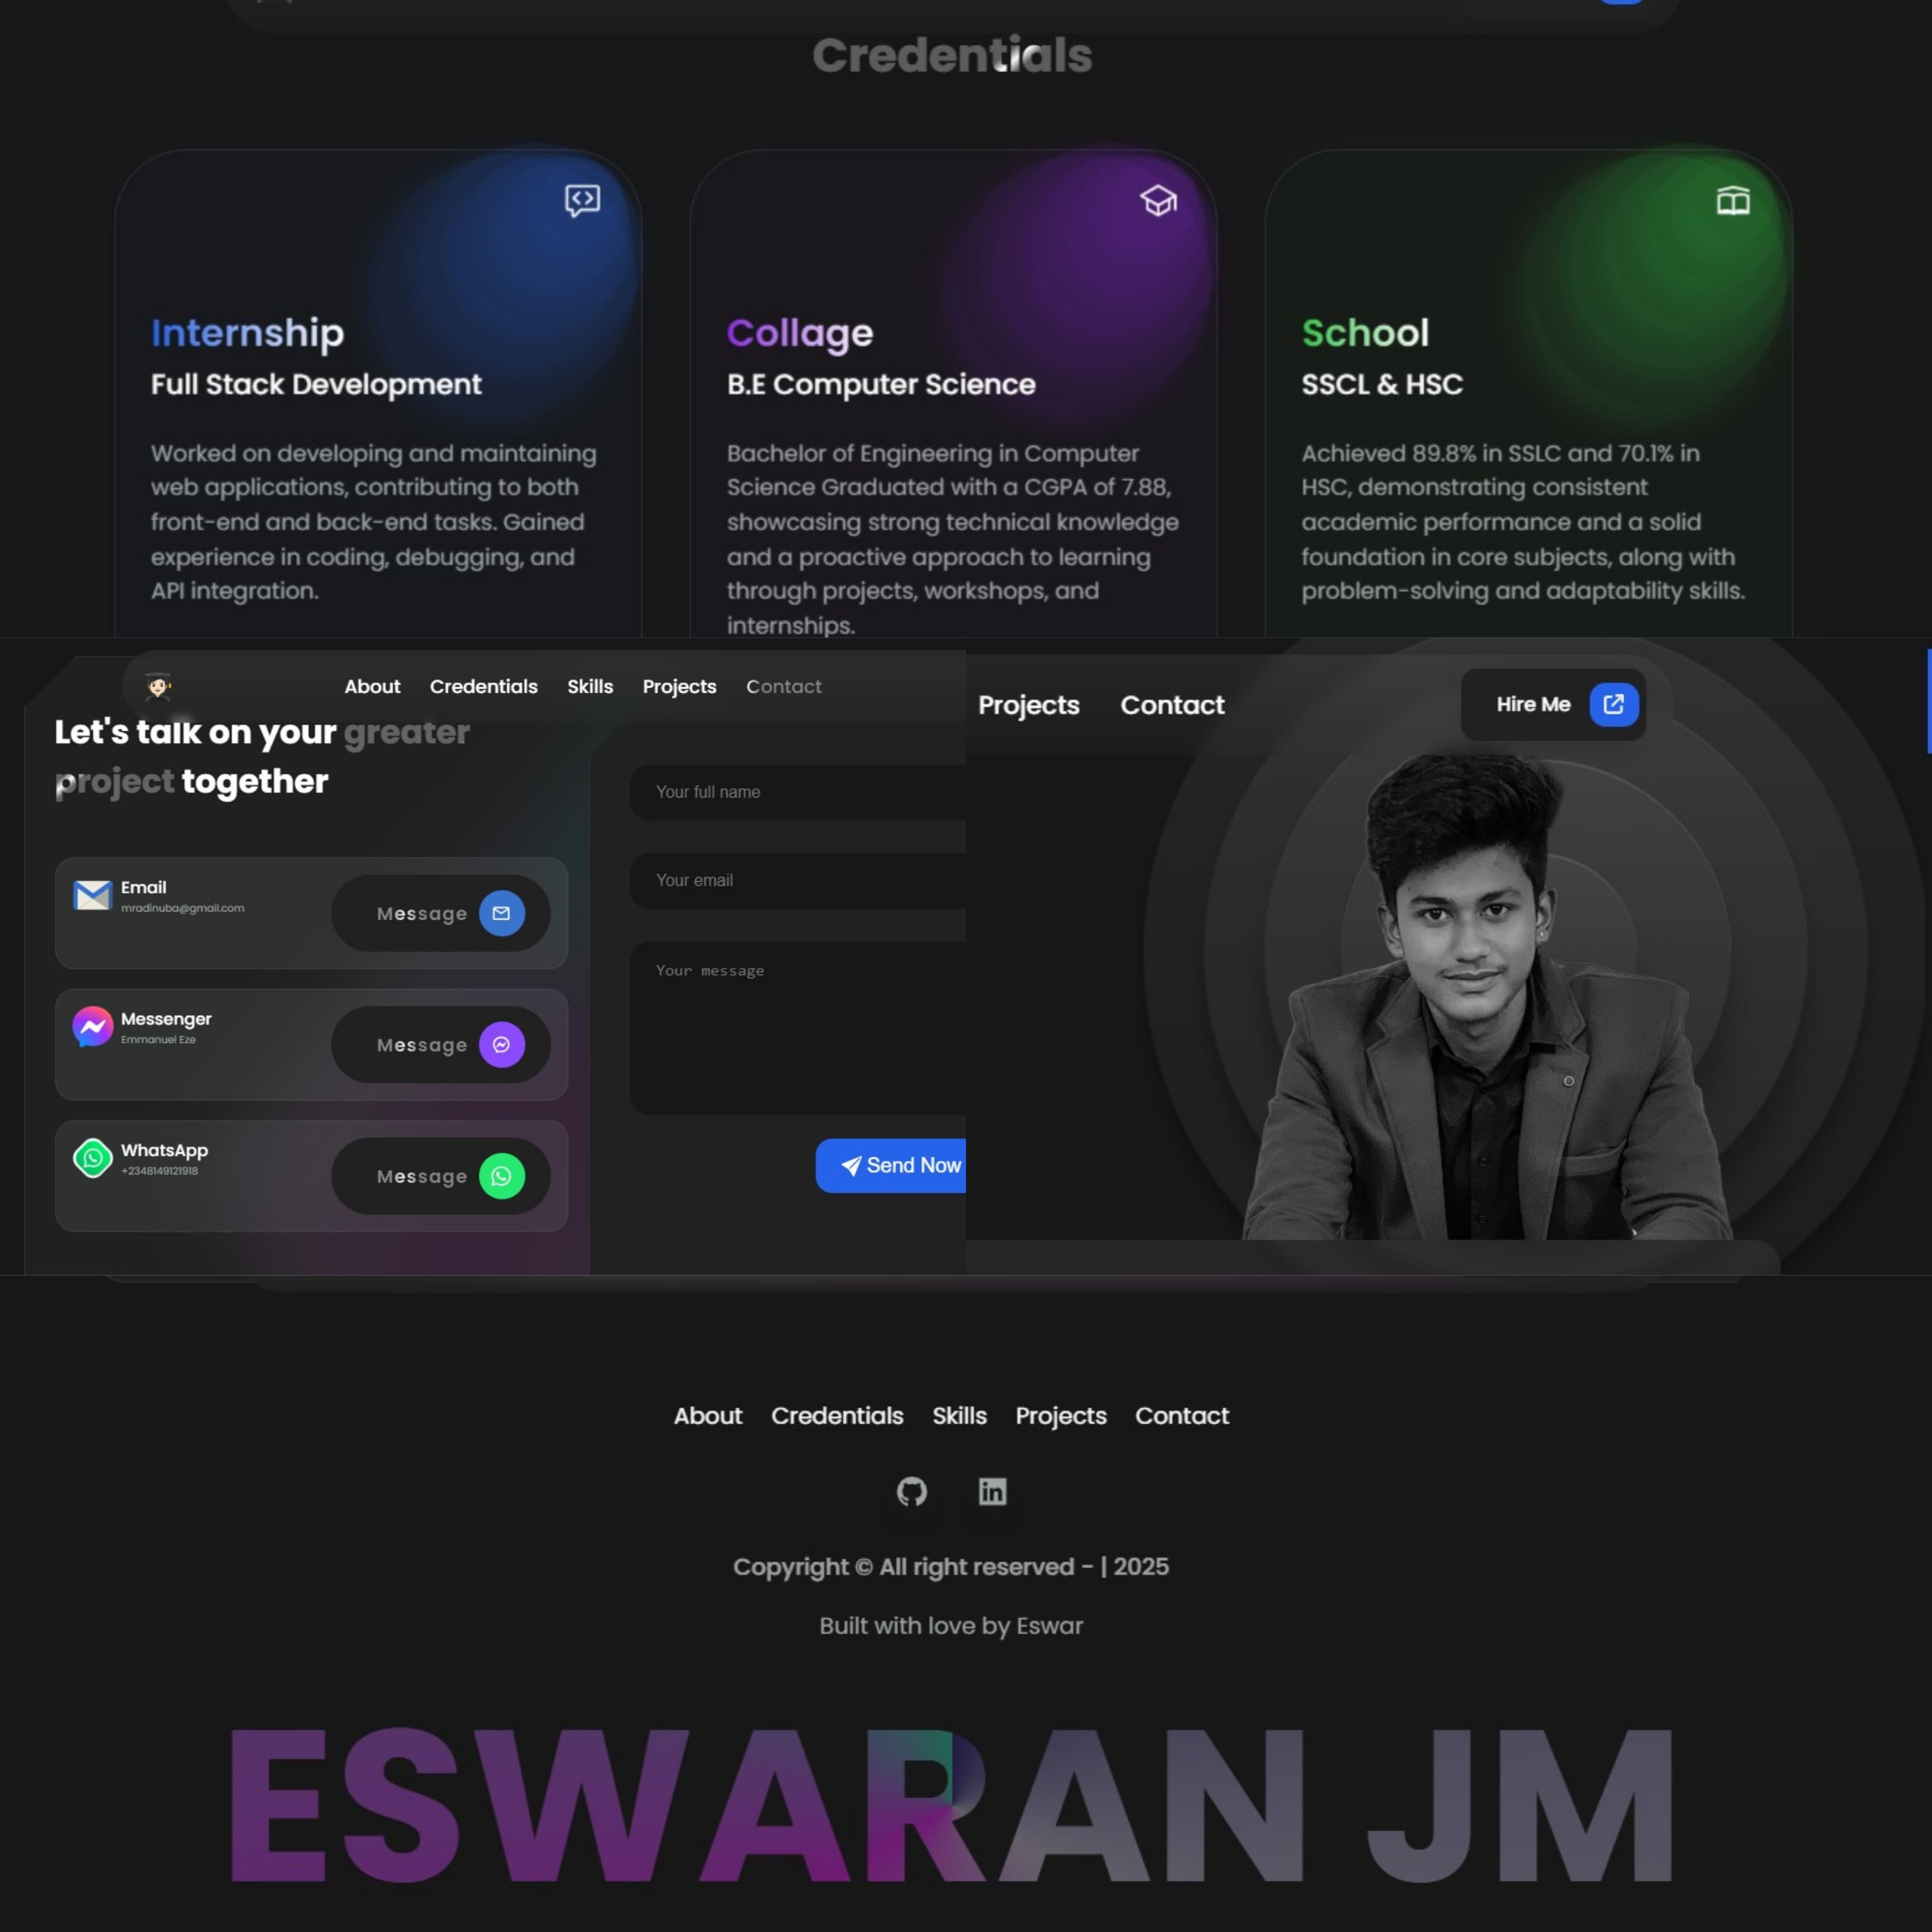 Credentials
Internship
Full Stack Development
Worked on developing and maintaining
web applications, contributing to both
front-end and back-end tasks. Gained
experience in coding, debugging, and
API integration.
Collage
B.E Computer Science
Bachelor of Engineering in Computer
Science Graduated with a CGPA of 7.88,
showcasing strong technical knowledge
and a proactive approach to learning
through projects, workshops, and
internships.
School
SSCL & HSC
Achieved 89.8% in SSLC and 70.1% in
HSC, demonstrating consistent
academic performance and a solid
foundation in core subjects, along with
problem-solving and adaptability skills.
About Credentials Skills Projects Contact
Let's talk on your greater
project together
Email
mradinuba@gmail.com
Message
Messenger
Emmanuel Eze
Message
WhatsApp
+2348149121918
Message
Your full name
Your email
Your message
Send Now
Projects Contact
Hire Me
About Credentials Skills Projects Contact
Copyright © All right reserved - | 2025
Built with love by Eswar
ESWARAN JM